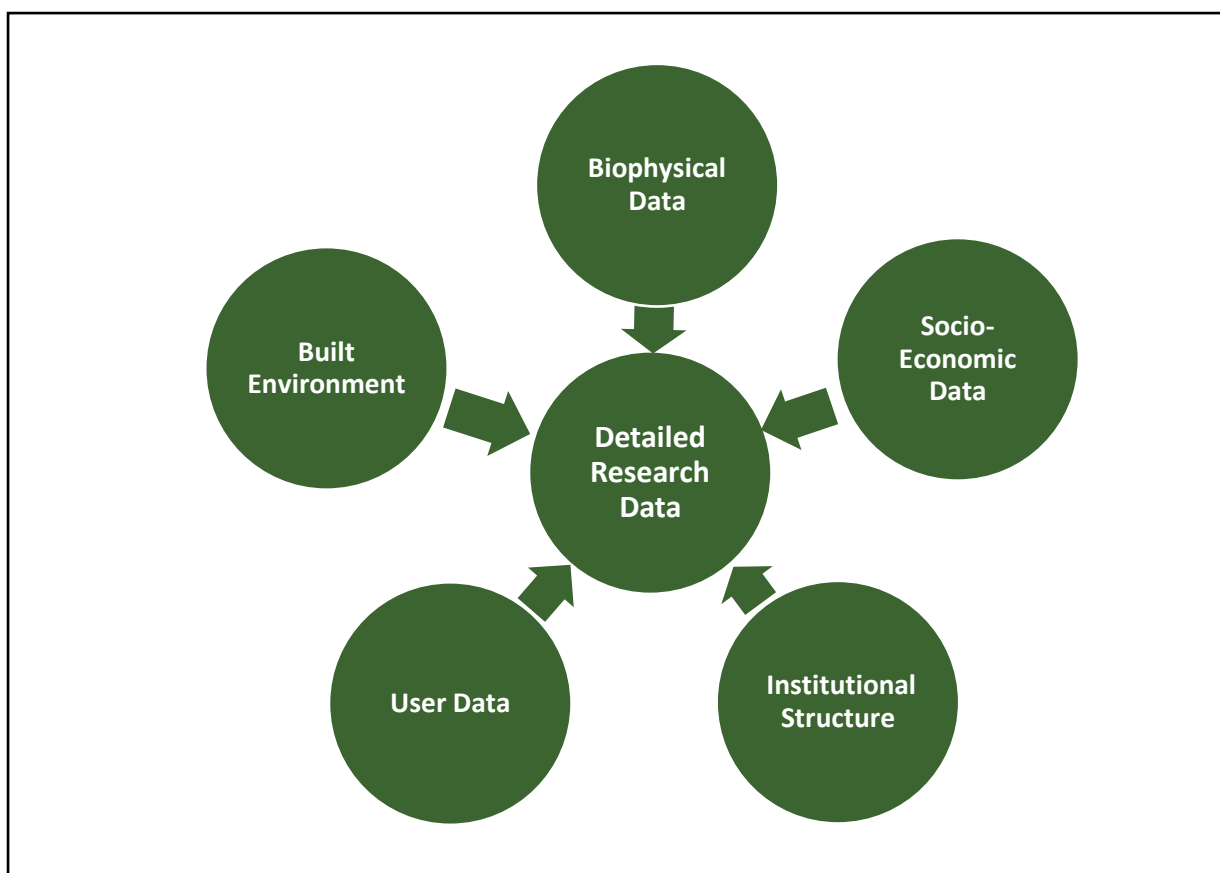 Biophysical
Data
Built
Environment
Socio-
Economic
Data
Detailed
Research
Data
User Data
Institutional
Structure